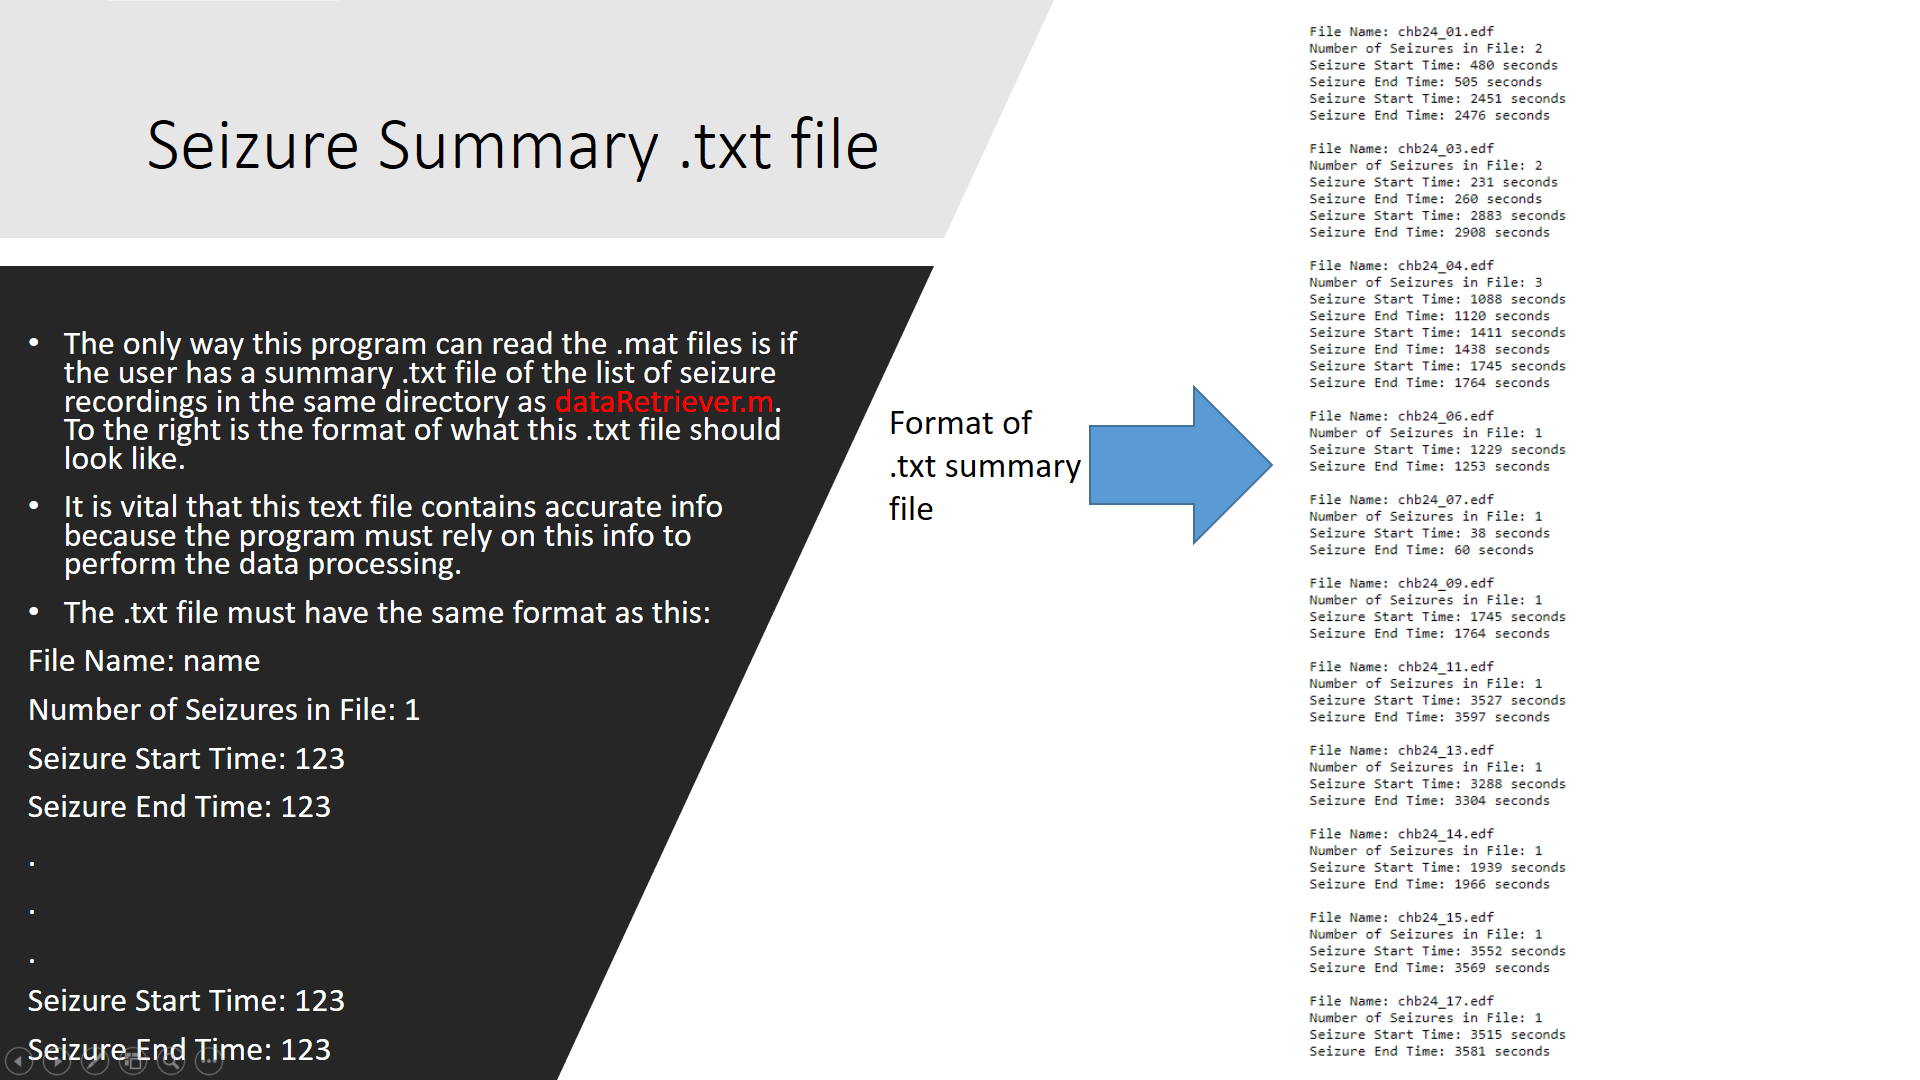 Seizure Summary .txt file
• The only way this program can read the .mat files is if
the user has a summary .txt file of the list of seizure
recordings in the same directory as dataRetriever.m.
To the right is the format of what this .txt file should
look like.
• It is vital that this text file contains accurate info
because the program must rely on this info to
perform the data processing.
• The .txt file must have the same format as this:
File Name: name
Number of Seizures in File: 1
Seizure Start Time: 123
Seizure End Time: 123
.
.
.
Seizure Start Time: 123
Seizure End Time: 123
Format of
.txt summary
file
File Name: chb24_01.edf
Number of Seizures in File: 2
Seizure Start Time: 480 seconds
Seizure End Time: 505 seconds
Seizure Start Time: 2451 seconds
Seizure End Time: 2476 seconds
File Name: chb24_03.edf
Number of Seizures in File: 2
Seizure Start Time: 231 seconds
Seizure End Time: 260 seconds
Seizure Start Time: 2883 seconds
Seizure End Time: 2908 seconds
File Name: chb24_04.edf
Number of Seizures in File: 3
Seizure Start Time: 1088 seconds
Seizure End Time: 1120 seconds
Seizure Start Time: 1411 seconds
Seizure End Time: 1438 seconds
Seizure Start Time: 1745 seconds
Seizure End Time: 1764 seconds
File Name: chb24_06.edf
Number of Seizures in File: 1
Seizure Start Time: 1229 seconds
Seizure End Time: 1253 seconds
File Name: chb24_07.edf
Number of Seizures in File: 1
Seizure Start Time: 38 seconds
Seizure End Time: 60 seconds
File Name: chb24_09.edf
Number of Seizures in File: 1
Seizure Start Time: 1745 seconds
Seizure End Time: 1764 seconds
File Name: chb24_11.edf
Number of Seizures in File: 1
Seizure Start Time: 3527 seconds
Seizure End Time: 3597 seconds
File Name: chb24_13.edf
Number of Seizures in File: 1
Seizure Start Time: 3288 seconds
Seizure End Time: 3304 seconds
File Name: chb24_14.edf
Number of Seizures in File: 1
Seizure Start Time: 1939 seconds
Seizure End Time: 1966 seconds
File Name: chb24_15.edf
Number of Seizures in File: 1
Seizure Start Time: 3552 seconds
Seizure End Time: 3569 seconds
File Name: chb24_17.edf
Number of Seizures in File: 1
Seizure Start Time: 3515 seconds
Seizure End Time: 3581 seconds